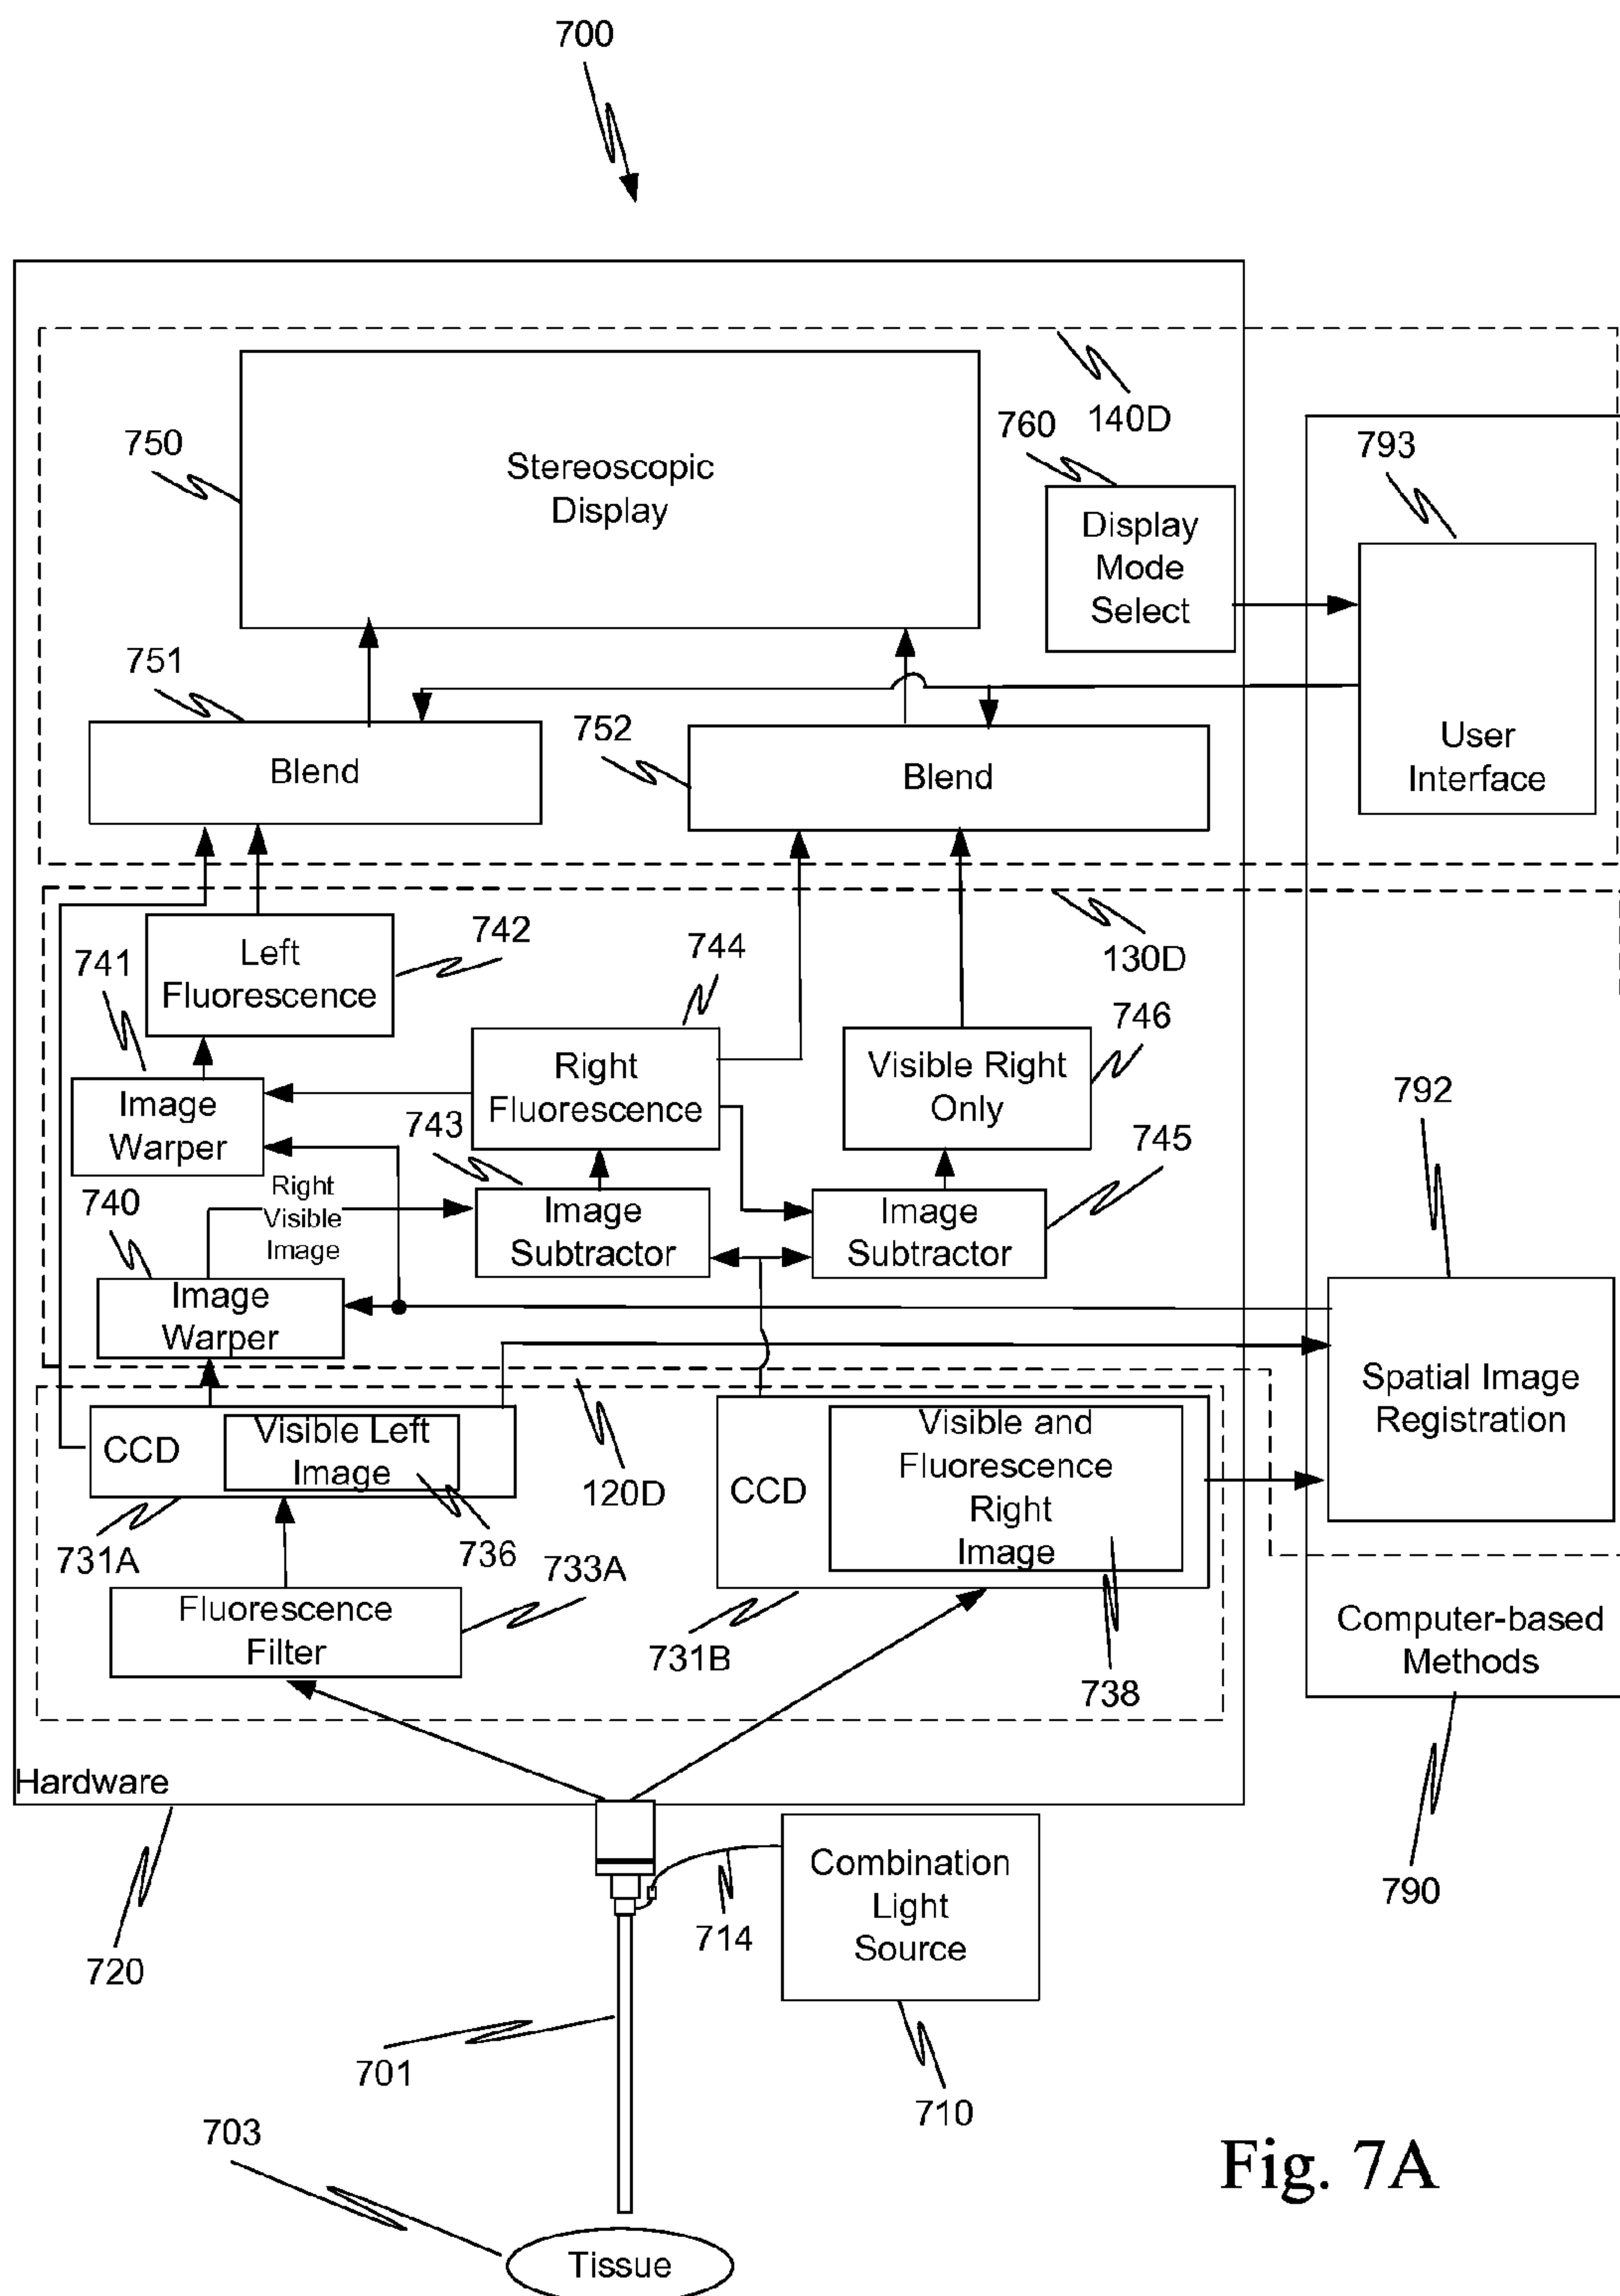 700
140D
750
Stereoscopic
Display
760
Display
Mode
Select
793
User
Interface
751
Blend
752
Blend
130D
741
Left
Fluorescence
742
744
746
Image
Warper
743
Right
Fluorescence
Visible Right
Only
745
792
740
Right
Visible
Image
Image
Subtractor
Image
Subtractor
Image
Warper
Spatial Image
Registration
CCD
Visible Left
Image
120D
CCD
Visible and
Fluorescence
Right
Image
731A
736
733A
Fluorescence
Filter
731B
738
Computer-based
Methods
Hardware
720
714
Combination
Light
Source
790
701
710
703
Tissue
Fig. 7A